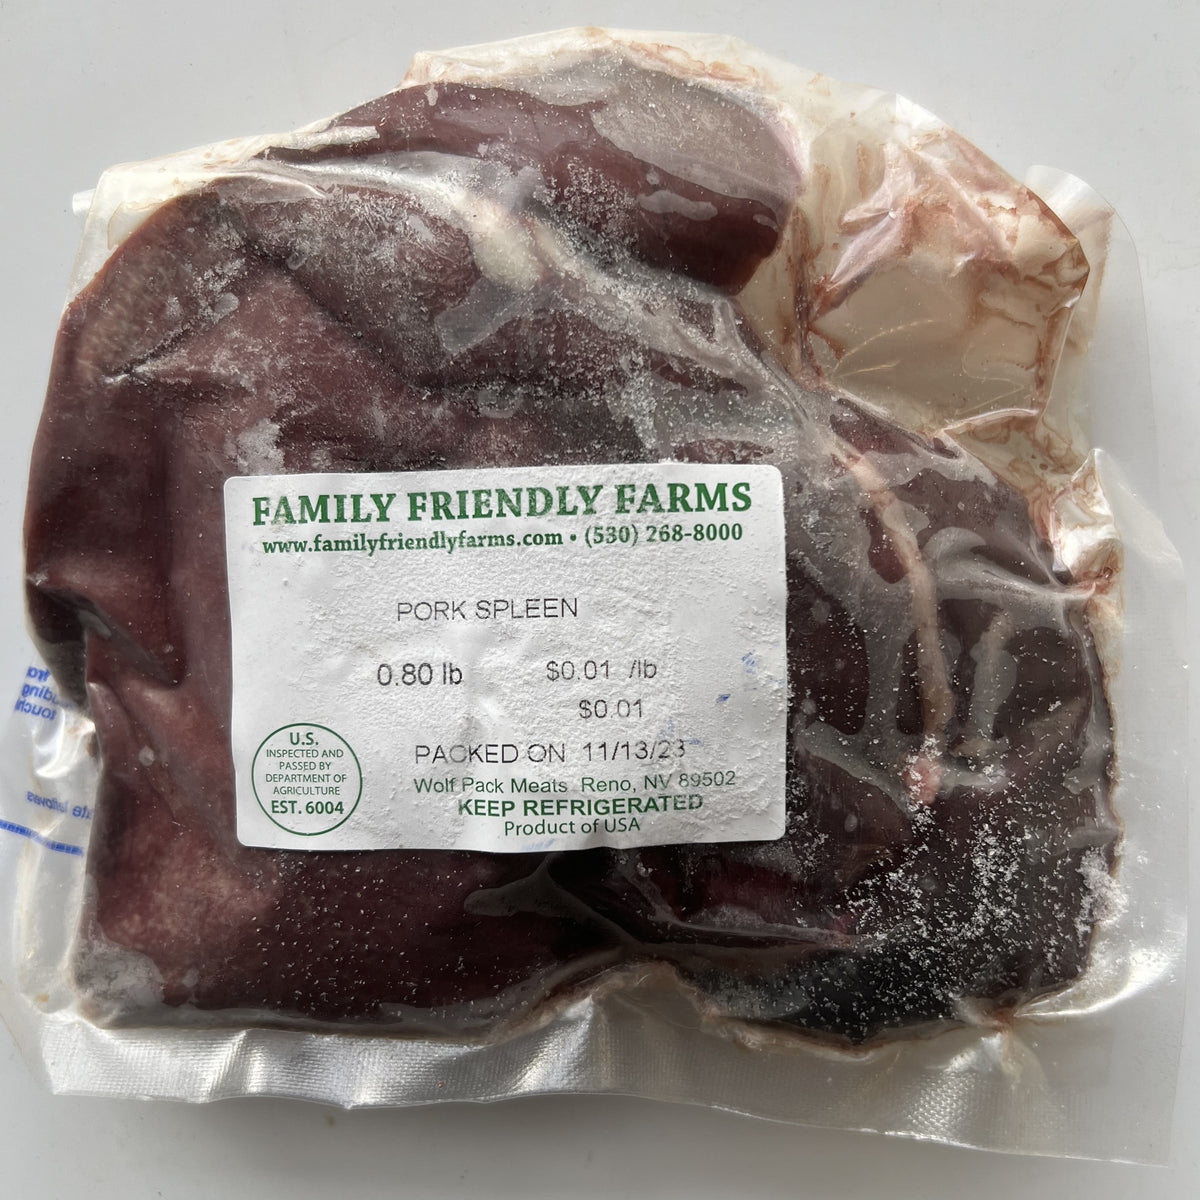 FAMILY FRIENDLY FARMS
www.familyfriendlyfarms.com • (530) 268-8000
PORK SPLEEN
0.80 lb $0.01 /lb
$0.01
PACKED ON 11/13/23
Wolf Pack Meats Reno, NV 89502
KEEP REFRIGERATED
Product of USA
U.S.
INSPECTED AND
PASSED BY
DEPARTMENT OF
AGRICULTURE
EST. 6004